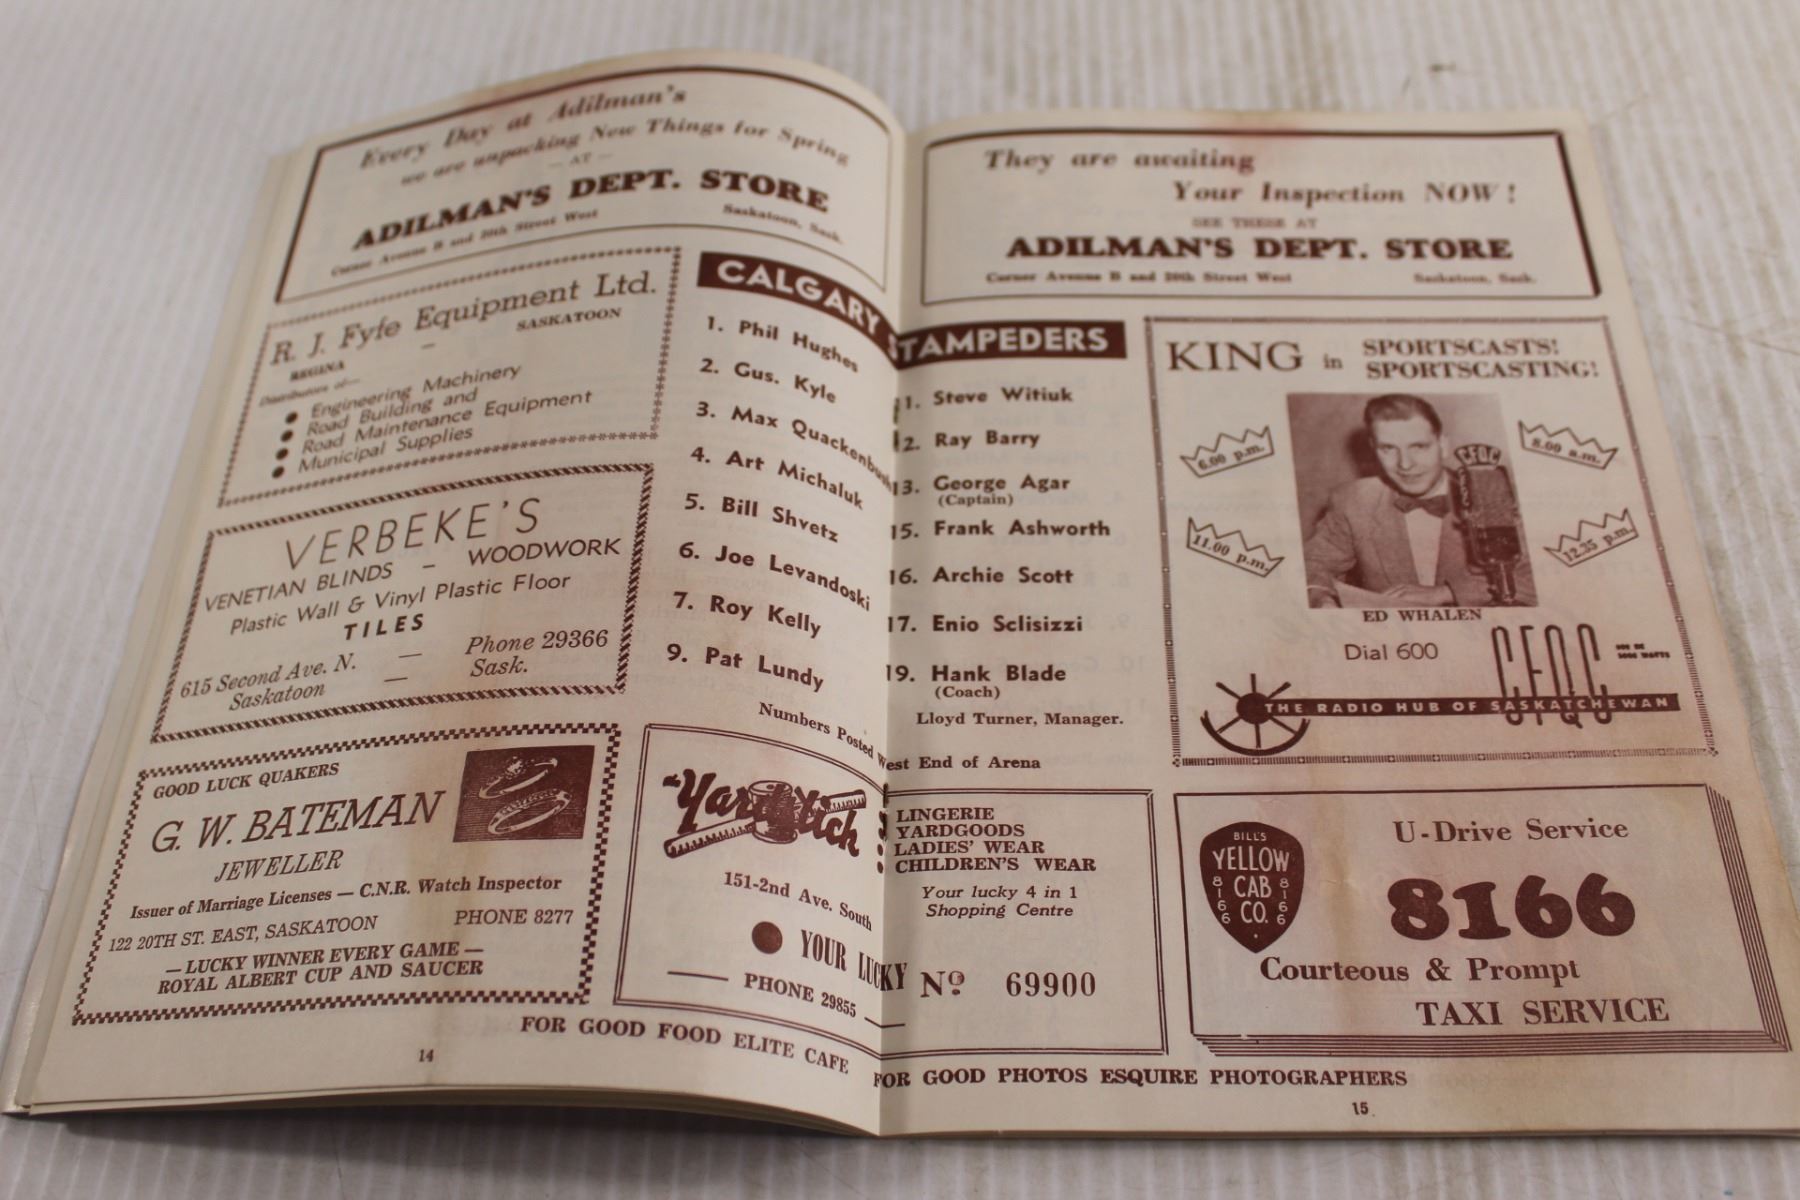 Every Day at Adilman's
we are unpacking New Things for Spring
— AT —
ADILMAN'S DEPT. STORE
Corner Avenue B and 20th Street West Saskatoon, Sask.
R. J. Fyfe Equipment Ltd.
REGINA — SASKATOON
Distributors of—
● Engineering Machinery
● Road Building and
● Road Maintenance Equipment
● Municipal Supplies
VERBEKE'S
VENETIAN BLINDS — WOODWORK
Plastic Wall & Vinyl Plastic Floor
TILES
615 Second Ave. N. — Phone 29366
Saskatoon — Sask.
GOOD LUCK QUAKERS
G. W. BATEMAN
JEWELLER
Issuer of Marriage Licenses — C.N.R. Watch Inspector
122 20TH ST. EAST, SASKATOON PHONE 8277
— LUCKY WINNER EVERY GAME —
ROYAL ALBERT CUP AND SAUCER
CALGARY STAMPEDERS
1. Phil Hughes
2. Gus. Kyle
3. Max Quackenbush
4. Art Michaluk
5. Bill Shvetz
6. Joe Levandoski
7. Roy Kelly
9. Pat Lundy
11. Steve Witiuk
12. Ray Barry
13. George Agar
(Captain)
15. Frank Ashworth
16. Archie Scott
17. Enio Sclisizzi
19. Hank Blade
(Coach)
Lloyd Turner, Manager.
Numbers Posted West End of Arena
Yardstitch
151-2nd Ave. South
LINGERIE
YARDGOODS
LADIES' WEAR
CHILDREN'S WEAR
Your lucky 4 in 1
Shopping Centre
● YOUR LUCKY No. 69900
PHONE 29855
FOR GOOD FOOD ELITE CAFE
14
They are awaiting
Your Inspection NOW!
SEE THESE AT
ADILMAN'S DEPT. STORE
Corner Avenue B and 20th Street West Saskatoon, Sask.
KING in SPORTSCASTS!
SPORTSCASTING!
6.00 p.m.
8.00 a.m.
CFQC
11.00 p.m.
12.35 p.m.
ED WHALEN
Dial 600
CFQC
THE RADIO HUB OF SASKATCHEWAN
BILL'S
YELLOW
CAB
CO.
8166
8166
U-Drive Service
8166
Courteous & Prompt
TAXI SERVICE
FOR GOOD PHOTOS ESQUIRE PHOTOGRAPHERS
15